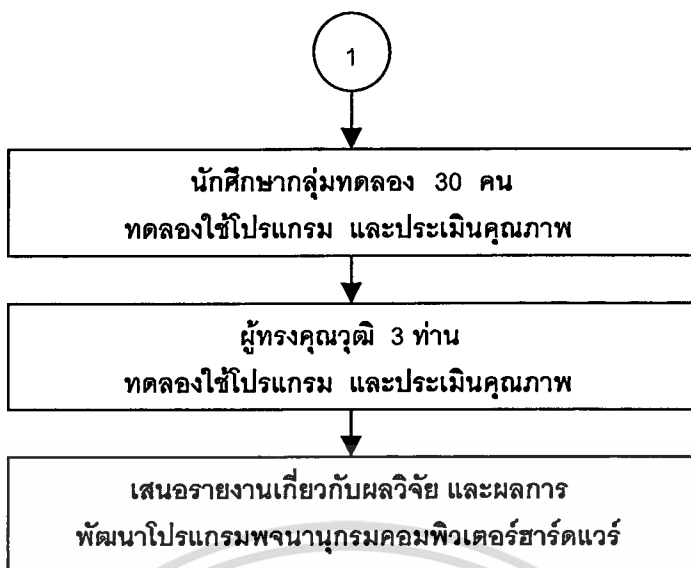 1
นักศึกษากลุ่มทดลอง 30 คน
ทดลองใช้โปรแกรม และประเมินคุณภาพ
ผู้ทรงคุณวุฒิ 3 ท่าน
ทดลองใช้โปรแกรม และประเมินคุณภาพ
เสนอรายงานเกี่ยวกับผลวิจัย และผลการ
พัฒนาโปรแกรมพจนานุกรมคอมพิวเตอร์ฮาร์ดแวร์